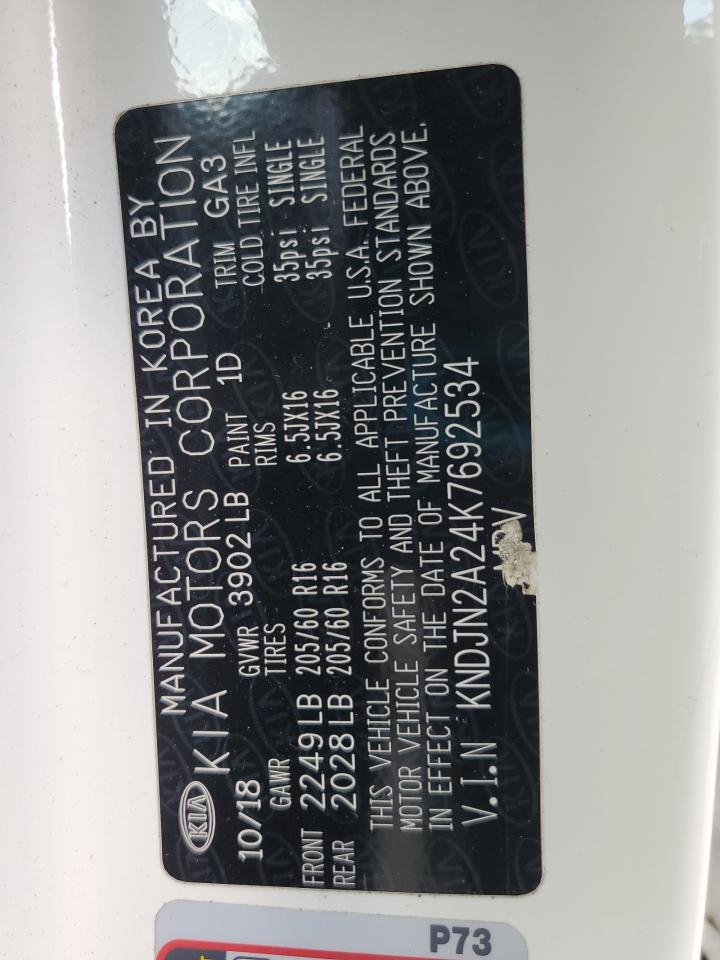 KIA
MANUFACTURED IN KOREA BY
KIA MOTORS CORPORATION
10/18 GVWR 3902 LB PAINT 1D TRIM GA3
GAWR TIRES RIMS COLD TIRE INFL
FRONT 2249 LB 205/60 R16 6.5JX16 35psi SINGLE
REAR 2028 LB 205/60 R16 6.5JX16 35psi SINGLE
THIS VEHICLE CONFORMS TO ALL APPLICABLE U.S.A. FEDERAL
MOTOR VEHICLE SAFETY AND THEFT PREVENTION STANDARDS
IN EFFECT ON THE DATE OF MANUFACTURE SHOWN ABOVE.
V.I.N KNDJN2A24K7692534
P73